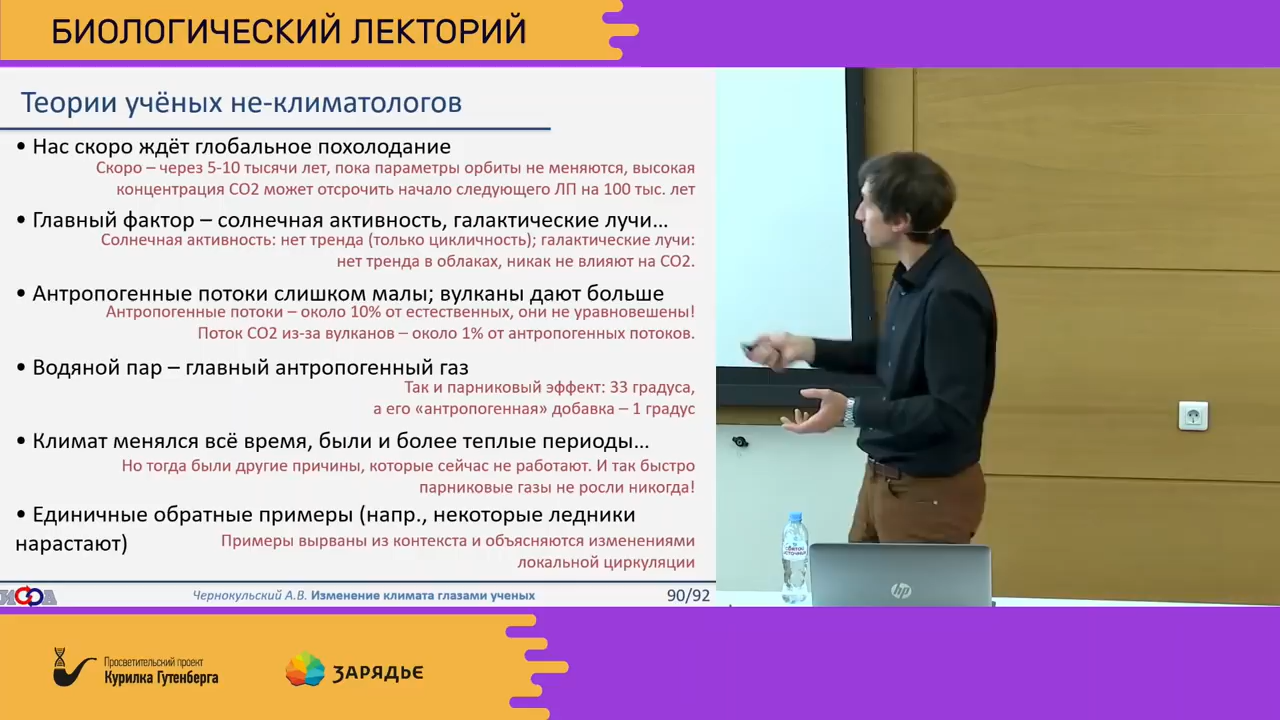 БИОЛОГИЧЕСКИЙ ЛЕКТОРИЙ
Теории учёных не-климатологов
• Нас скоро ждёт глобальное похолодание
Скоро – через 5-10 тысячи лет, пока параметры орбиты не меняются, высокая
концентрация СО2 может отсрочить начало следующего ЛП на 100 тыс. лет
• Главный фактор – солнечная активность, галактические лучи...
Солнечная активность: нет тренда (только цикличность); галактические лучи:
нет тренда в облаках, никак не влияют на СО2.
• Антропогенные потоки слишком малы; вулканы дают больше
Антропогенные потоки – около 10% от естественных, они не уравновешены!
Поток СО2 из-за вулканов – около 1% от антропогенных потоков.
• Водяной пар – главный антропогенный газ
Так и парниковый эффект: 33 градуса,
а его «антропогенная» добавка – 1 градус
• Климат менялся всё время, были и более теплые периоды...
Но тогда были другие причины, которые сейчас не работают. И так быстро
парниковые газы не росли никогда!
• Единичные обратные примеры (напр., некоторые ледники
нарастают)
Примеры вырваны из контекста и объясняются изменениями
локальной циркуляции
ИФА
Чернокульский А.В. Изменение климата глазами ученых
90/92
hp
Просветительский проект
Курилка Гутенберга
ЗАРЯДЬЕ